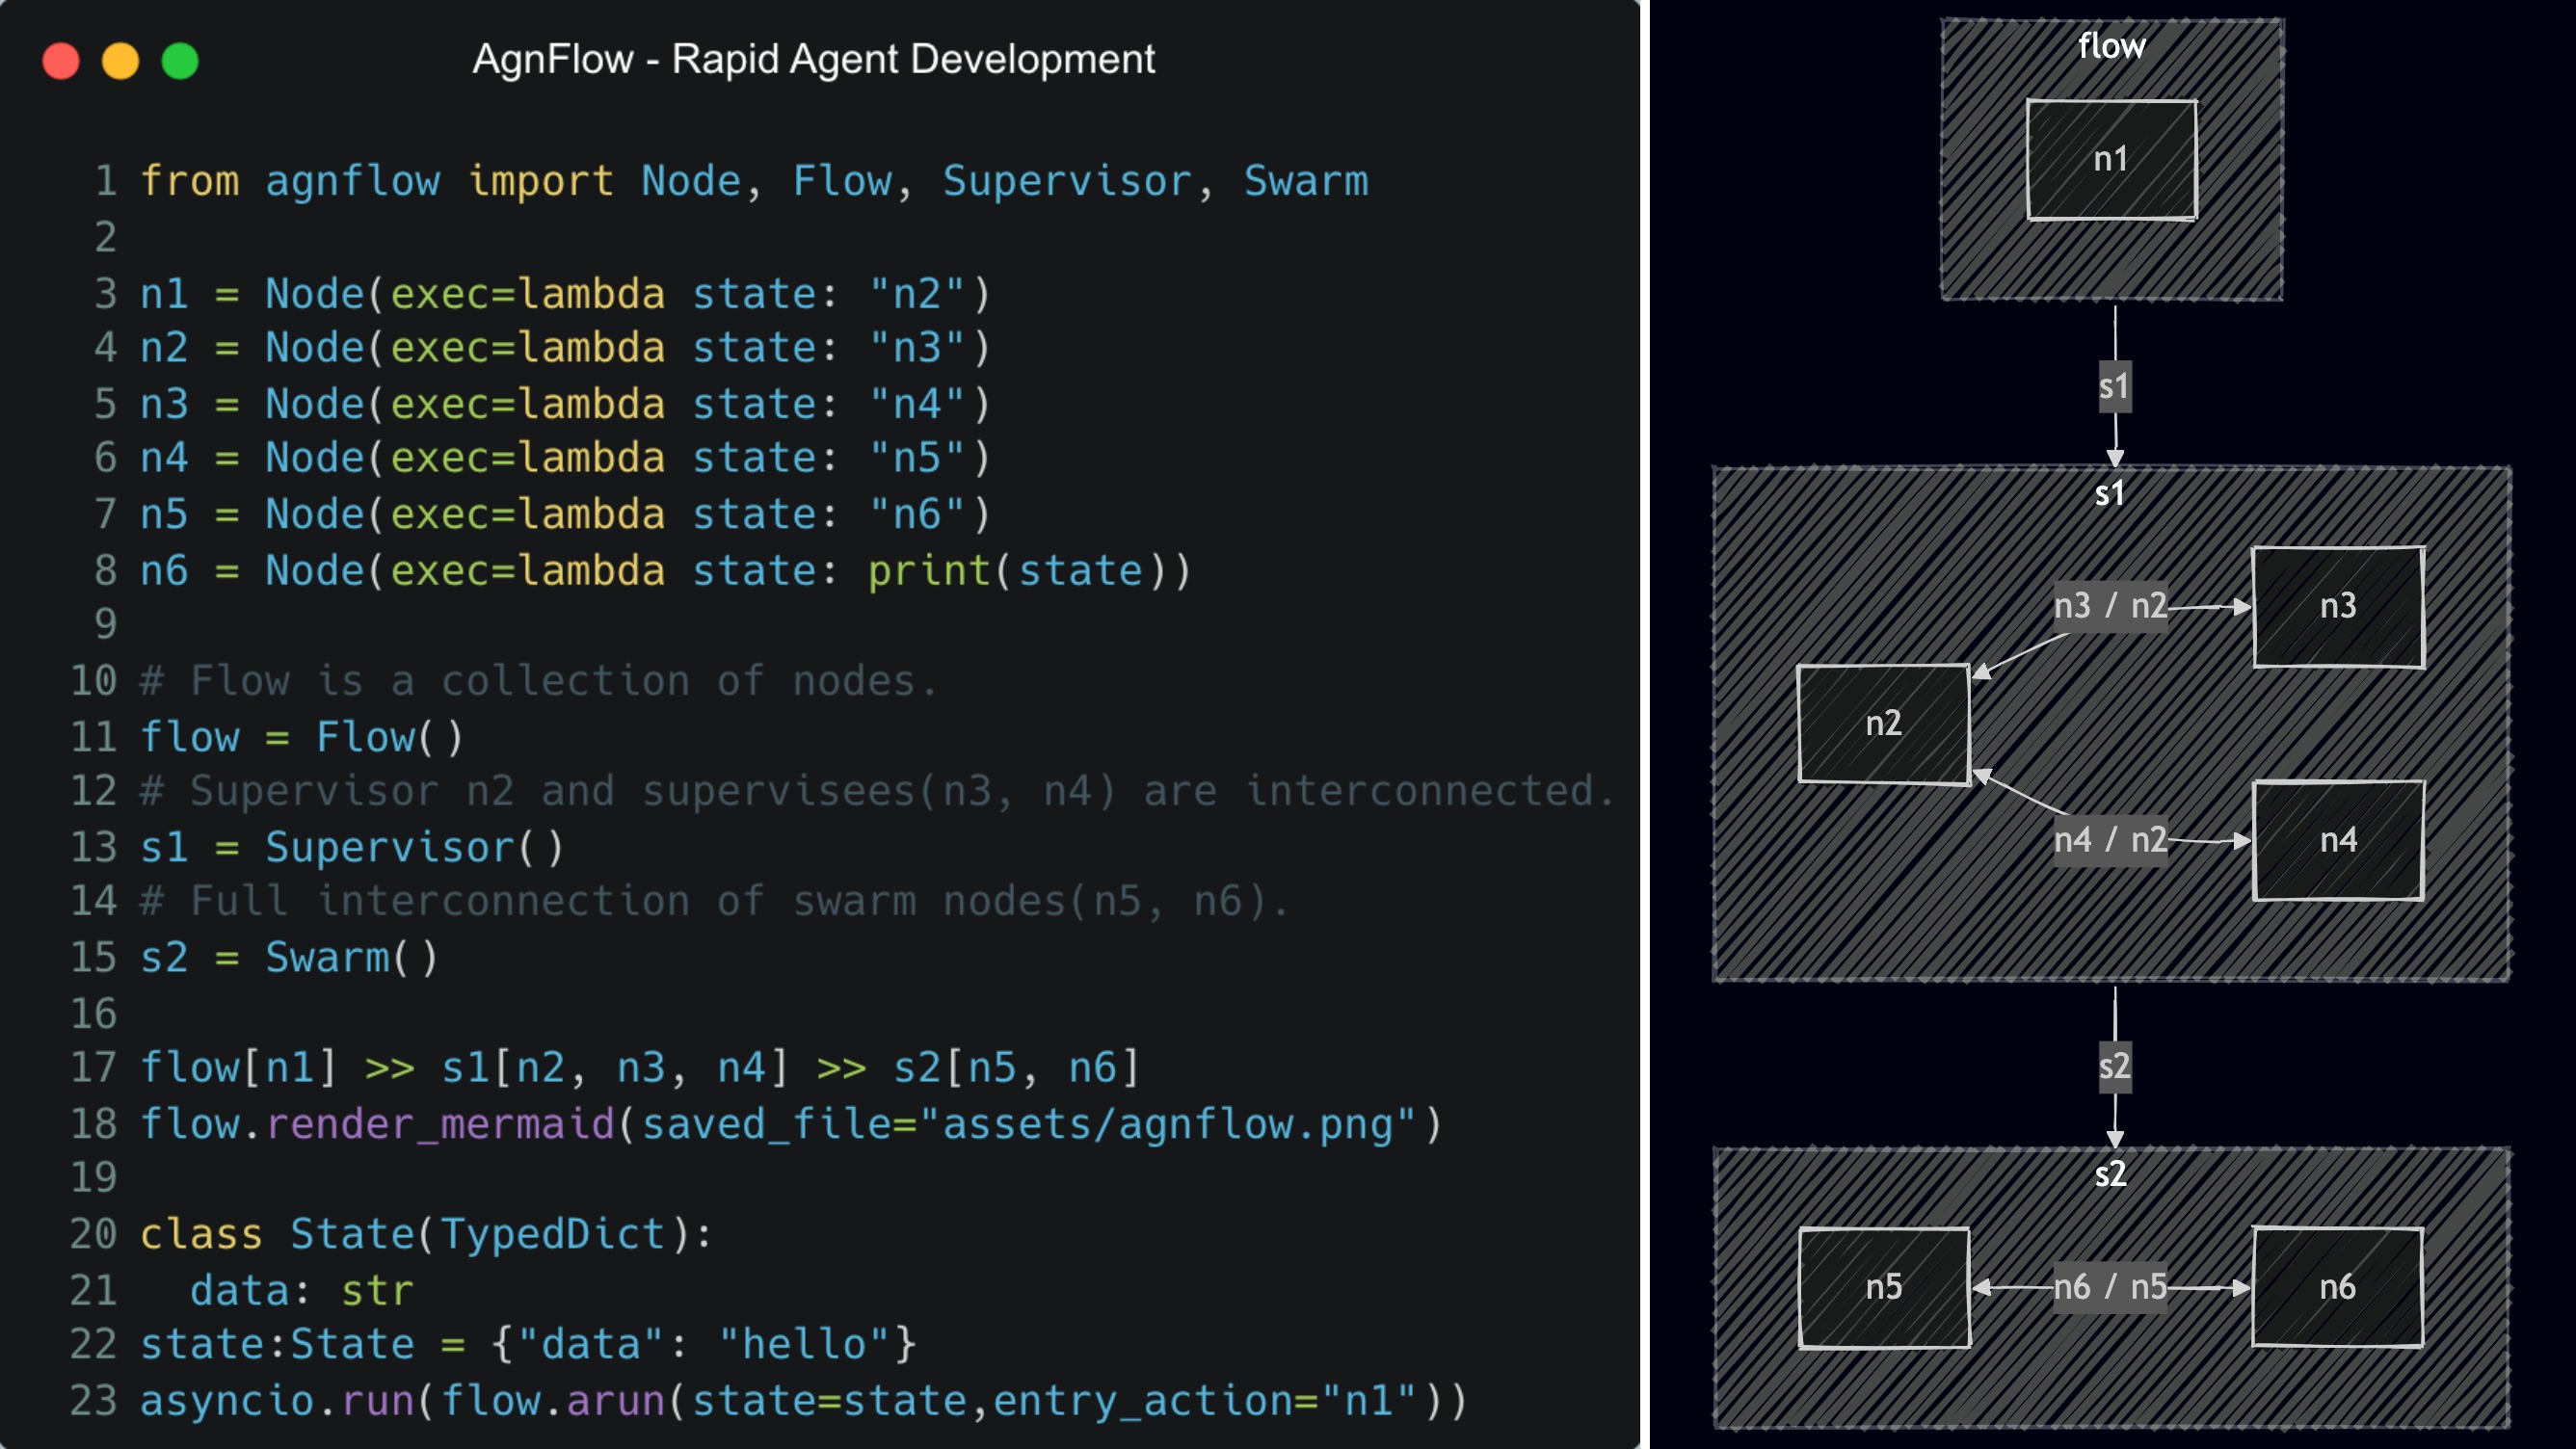 AgnFlow - Rapid Agent Development
1 from agnflow import Node, Flow, Supervisor, Swarm
2
3 n1 = Node(exec=lambda state: "n2")
4 n2 = Node(exec=lambda state: "n3")
5 n3 = Node(exec=lambda state: "n4")
6 n4 = Node(exec=lambda state: "n5")
7 n5 = Node(exec=lambda state: "n6")
8 n6 = Node(exec=lambda state: print(state))
9
10 # Flow is a collection of nodes.
11 flow = Flow()
12 # Supervisor n2 and supervisees(n3, n4) are interconnected.
13 s1 = Supervisor()
14 # Full interconnection of swarm nodes(n5, n6).
15 s2 = Swarm()
16
17 flow[n1] >> s1[n2, n3, n4] >> s2[n5, n6]
18 flow.render_mermaid(saved_file="assets/agnflow.png")
19
20 class State(TypedDict):
21   data: str
22 state:State = {"data": "hello"}
23 asyncio.run(flow.arun(state=state,entry_action="n1"))
flow
n1
s1
s1
n3 / n2
n3
n2
n4 / n2
n4
s2
s2
n5
n6 / n5
n6